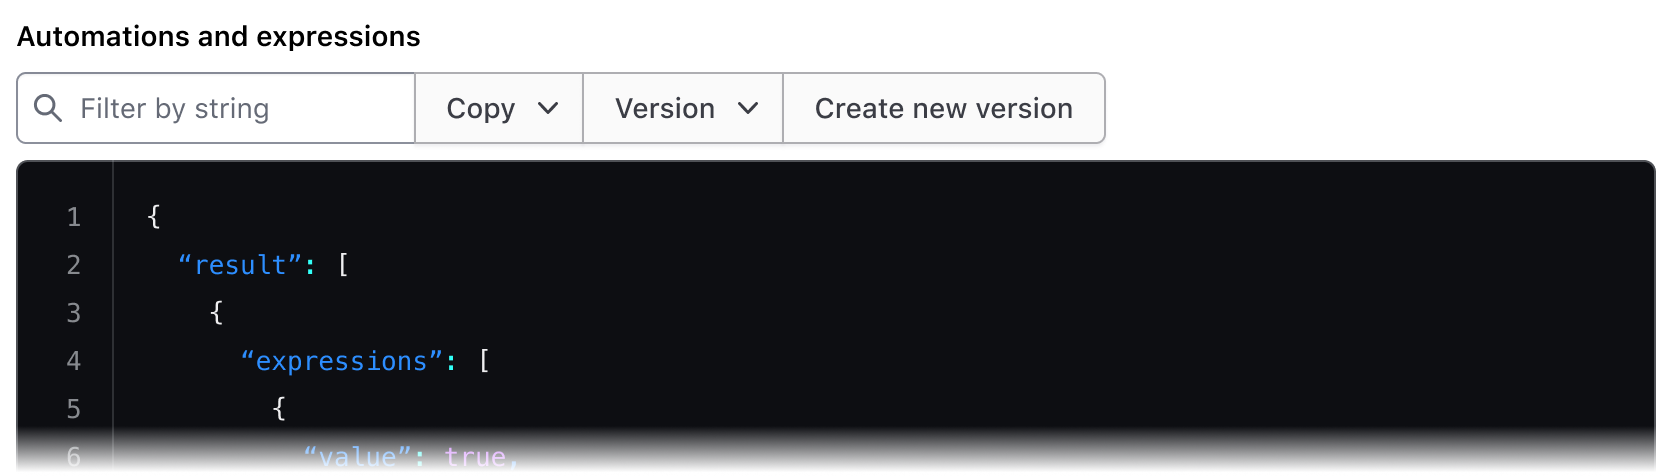 Automations and expressions
Filter by string Copy Version Create new version
1 {
2 “result”: [
3 {
4 “expressions”: [
5 {
6 “value”: true,